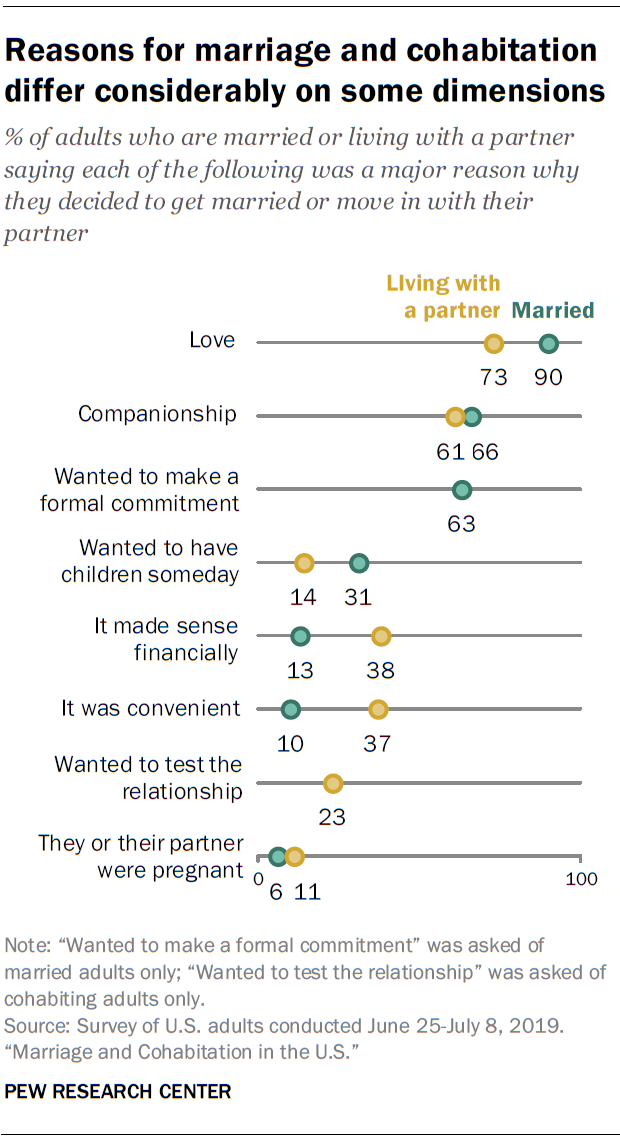 Reasons for marriage and cohabitation
differ considerably on some dimensions
% of adults who are married or living with a partner
saying each of the following was a major reason why
they decided to get married or move in with their
partner
LIving with
a partner Married
Love
73 90
Companionship
61 66
Wanted to make a
formal commitment
63
Wanted to have
children someday
14 31
It made sense
financially
13 38
It was convenient
10 37
Wanted to test the
relationship
23
They or their partner
were pregnant
0 100
6 11
Note: “Wanted to make a formal commitment” was asked of
married adults only; “Wanted to test the relationship” was asked of
cohabiting adults only.
Source: Survey of U.S. adults conducted June 25-July 8, 2019.
“Marriage and Cohabitation in the U.S.”
PEW RESEARCH CENTER